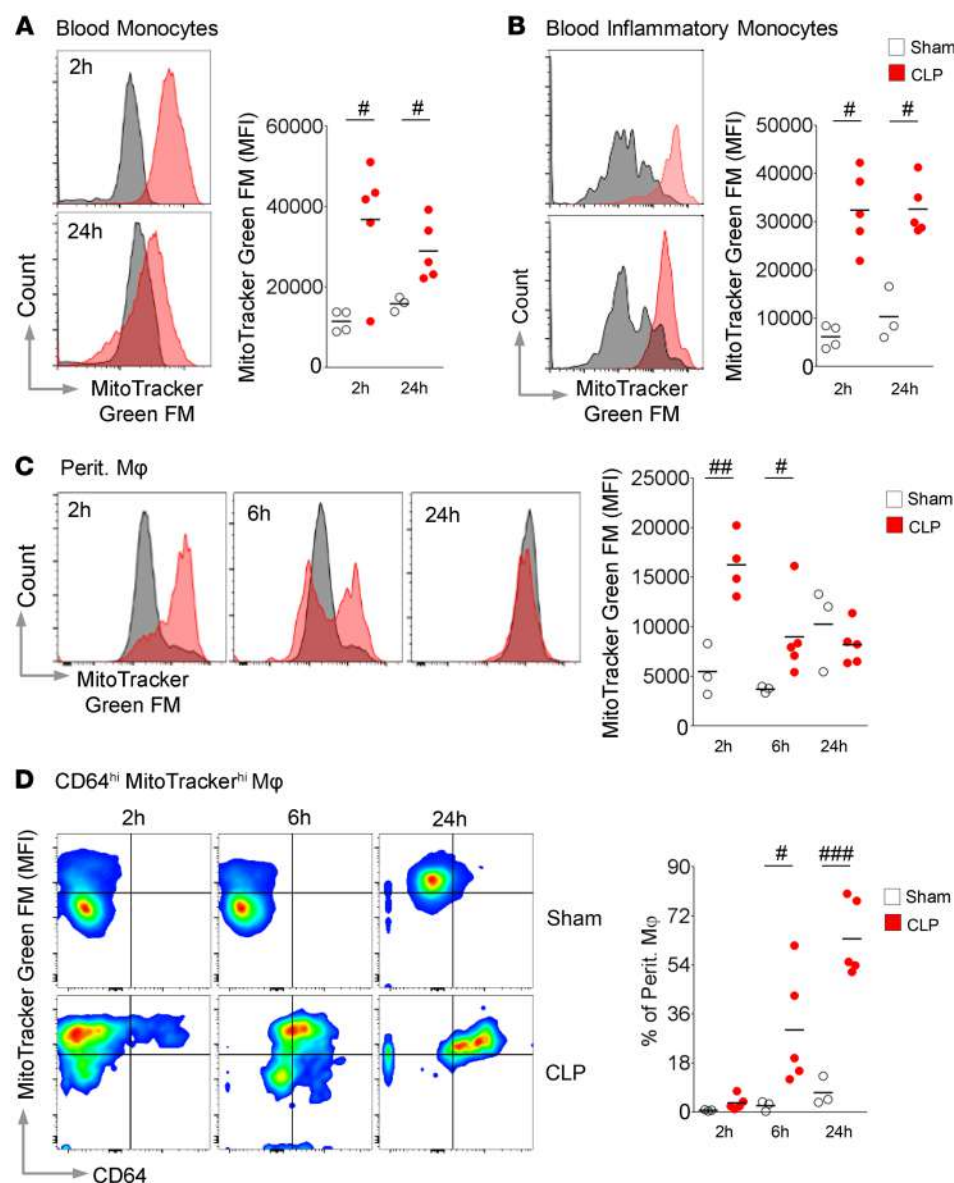 A Blood Monocytes
2h
24h
Count
MitoTracker
Green FM
MitoTracker Green FM (MFI)
60000
40000
20000
0
# #
2h 24h
B Blood Inflammatory Monocytes
Sham
CLP
Count
MitoTracker
Green FM
MitoTracker Green FM (MFI)
50000
40000
30000
20000
10000
0
# #
2h 24h
C Perit. Mφ
2h 6h 24h
Count
MitoTracker
Green FM
MitoTracker Green FM (MFI)
25000
20000
15000
10000
5000
0
## #
2h 6h 24h
Sham
CLP
D CD64hi MitoTrackerhi Mφ
2h 6h 24h
MitoTracker Green FM (MFI)
Sham
CLP
CD64
% of Perit. Mφ
90
72
54
36
18
0
# ###
2h 6h 24h
Sham
CLP